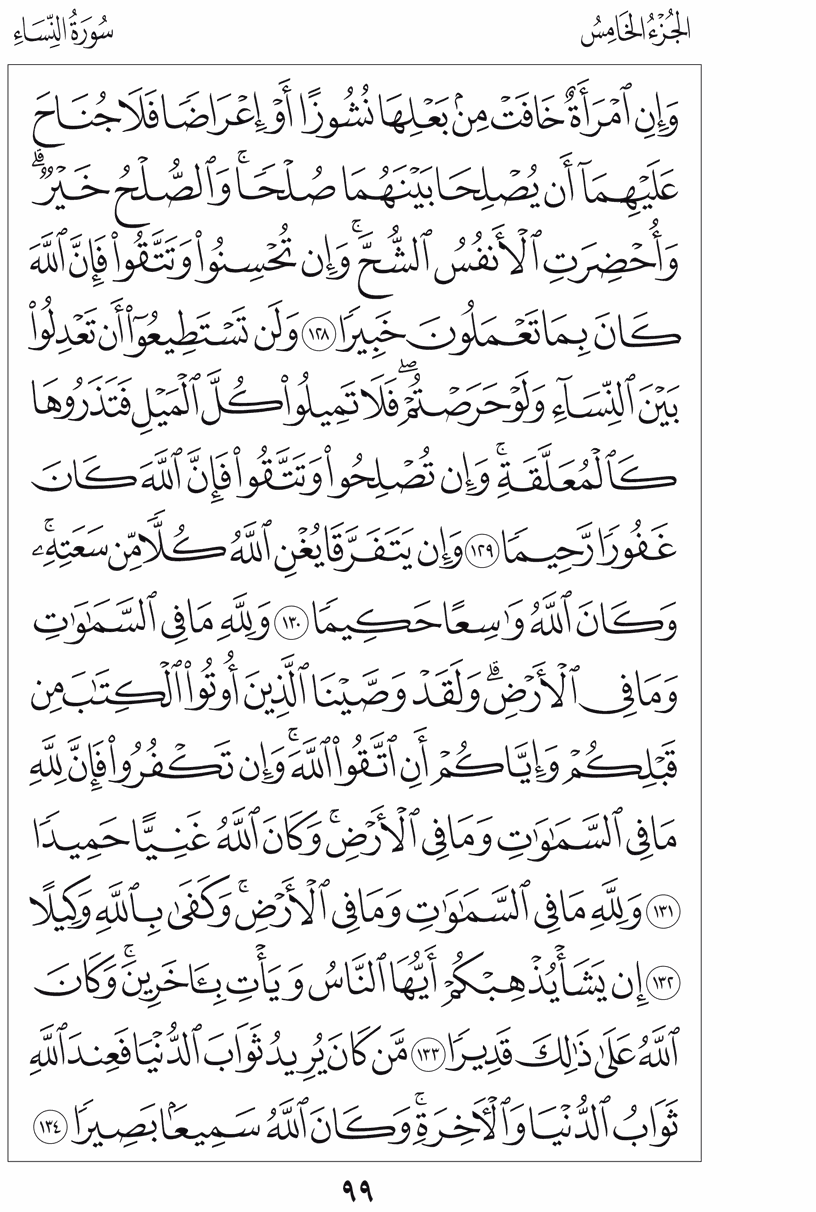 الجُزْءُ الخَامِسُ
سُورَةُ النِّسَاءِ
وَإِنِ ٱمۡرَأَةٌ خَافَتۡ مِنۢ بَعۡلِهَا نُشُوزًا أَوۡ إِعۡرَاضٗا فَلَا جُنَاحَ
عَلَيۡهِمَآ أَن يُصۡلِحَا بَيۡنَهُمَا صُلۡحٗاۚ وَٱلصُّلۡحُ خَيۡرٞۗ
وَأُحۡضِرَتِ ٱلۡأَنفُسُ ٱلشُّحَّۚ وَإِن تُحۡسِنُواْ وَتَتَّقُواْ فَإِنَّ ٱللَّهَ
كَانَ بِمَا تَعۡمَلُونَ خَبِيرٗا ١٢٨ وَلَن تَسۡتَطِيعُوٓاْ أَن تَعۡدِلُواْ
بَيۡنَ ٱلنِّسَآءِ وَلَوۡ حَرَصۡتُمۡۖ فَلَا تَمِيلُواْ كُلَّ ٱلۡمَيۡلِ فَتَذَرُوهَا
كَٱلۡمُعَلَّقَةِۚ وَإِن تُصۡلِحُواْ وَتَتَّقُواْ فَإِنَّ ٱللَّهَ كَانَ
غَفُورٗا رَّحِيمٗا ١٢٩ وَإِن يَتَفَرَّقَا يُغۡنِ ٱللَّهُ كُلّٗا مِّن سَعَتِهِۦۚ
وَكَانَ ٱللَّهُ وَٰسِعًا حَكِيمٗا ١٣٠ وَلِلَّهِ مَا فِي ٱلسَّمَٰوَٰتِ
وَمَا فِي ٱلۡأَرۡضِۗ وَلَقَدۡ وَصَّيۡنَا ٱلَّذِينَ أُوتُواْ ٱلۡكِتَٰبَ مِن
قَبۡلِكُمۡ وَإِيَّاكُمۡ أَنِ ٱتَّقُواْ ٱللَّهَۚ وَإِن تَكۡفُرُواْ فَإِنَّ لِلَّهِ
مَا فِي ٱلسَّمَٰوَٰتِ وَمَا فِي ٱلۡأَرۡضِۚ وَكَانَ ٱللَّهُ غَنِيًّا حَمِيدٗا
١٣١ وَلِلَّهِ مَا فِي ٱلسَّمَٰوَٰتِ وَمَا فِي ٱلۡأَرۡضِۚ وَكَفَىٰ بِٱللَّهِ وَكِيلًا
١٣٢ إِن يَشَأۡ يُذۡهِبۡكُمۡ أَيُّهَا ٱلنَّاسُ وَيَأۡتِ بِـَٔاخَرِينَۚ وَكَانَ
ٱللَّهُ عَلَىٰ ذَٰلِكَ قَدِيرٗا ١٣٣ مَّن كَانَ يُرِيدُ ثَوَابَ ٱلدُّنۡيَا فَعِندَ ٱللَّهِ
ثَوَابُ ٱلدُّنۡيَا وَٱلۡأٓخِرَةِۚ وَكَانَ ٱللَّهُ سَمِيعَۢا بَصِيرٗا ١٣٤
٩٩